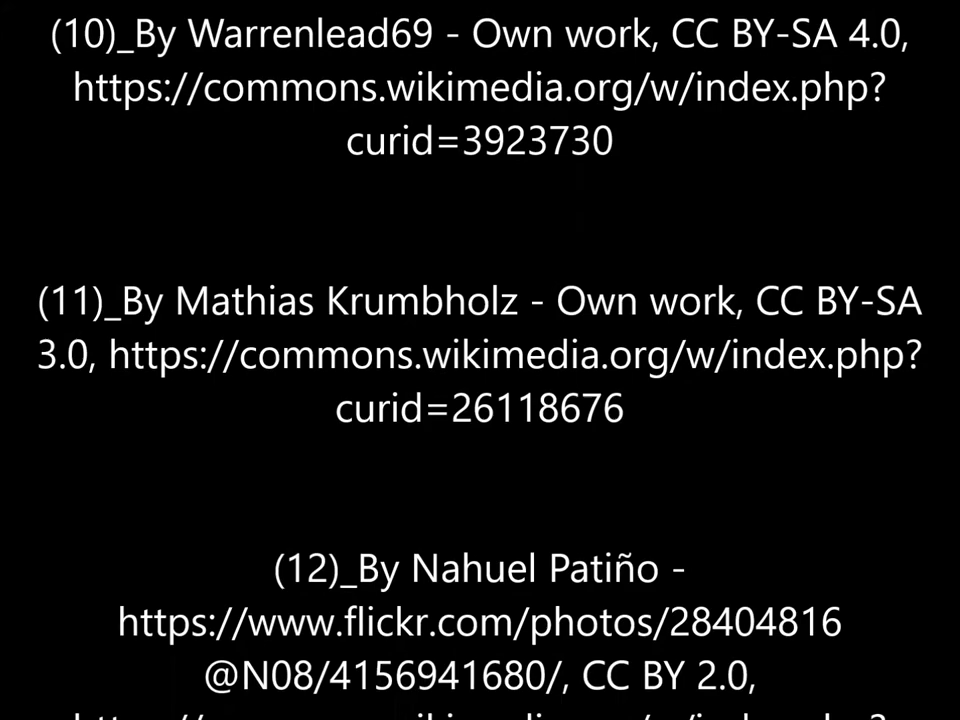 (10)_By Warrenlead69 - Own work, CC BY-SA 4.0,
https://commons.wikimedia.org/w/index.php?
curid=3923730
(11)_By Mathias Krumbholz - Own work, CC BY-SA
3.0, https://commons.wikimedia.org/w/index.php?
curid=26118676
(12)_By Nahuel Patiño -
https://www.flickr.com/photos/28404816
@N08/4156941680/, CC BY 2.0,